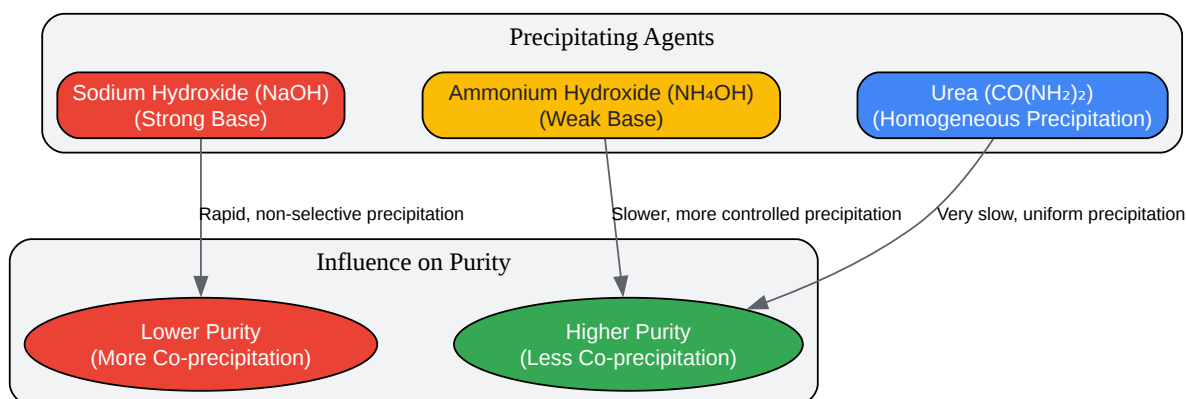 Precipitating Agents
Sodium Hydroxide (NaOH)
(Strong Base)
Ammonium Hydroxide (NH₄OH)
(Weak Base)
Urea (CO(NH₂)₂)
(Homogeneous Precipitation)
Rapid, non-selective precipitation
Slower, more controlled precipitation
Very slow, uniform precipitation
Influence on Purity
Lower Purity
(More Co-precipitation)
Higher Purity
(Less Co-precipitation)